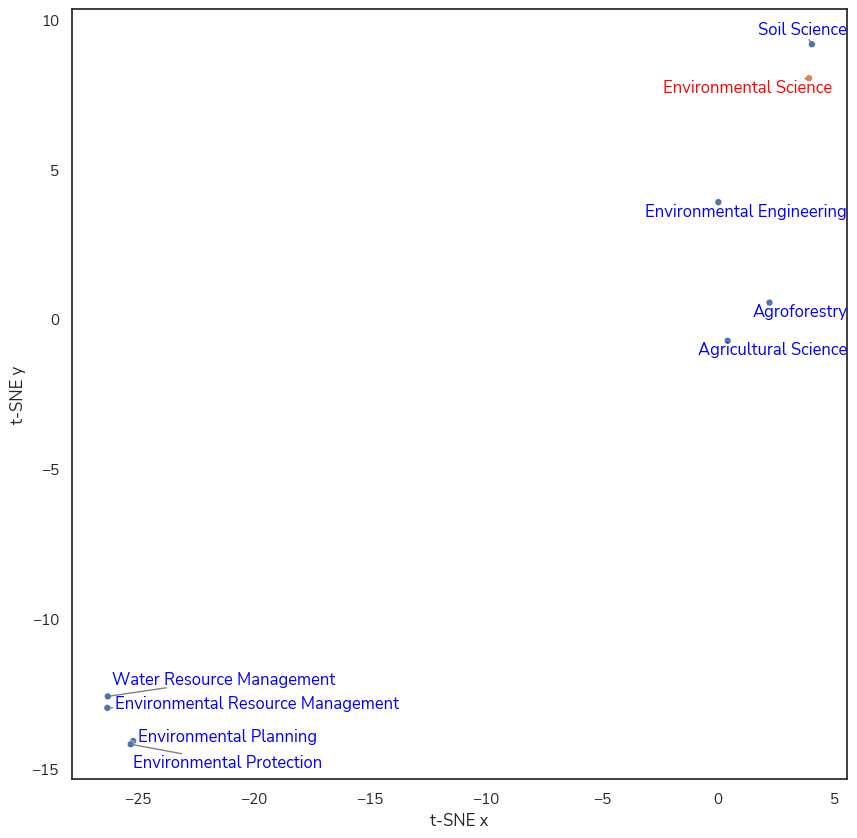 10
Soil Science
Environmental Science
5
Environmental Engineering
Agroforestry
0
Agricultural Science
t-SNE y
−5
−10
Water Resource Management
Environmental Resource Management
Environmental Planning
Environmental Protection
−15
−25 −20 −15 −10 −5 0 5
t-SNE x